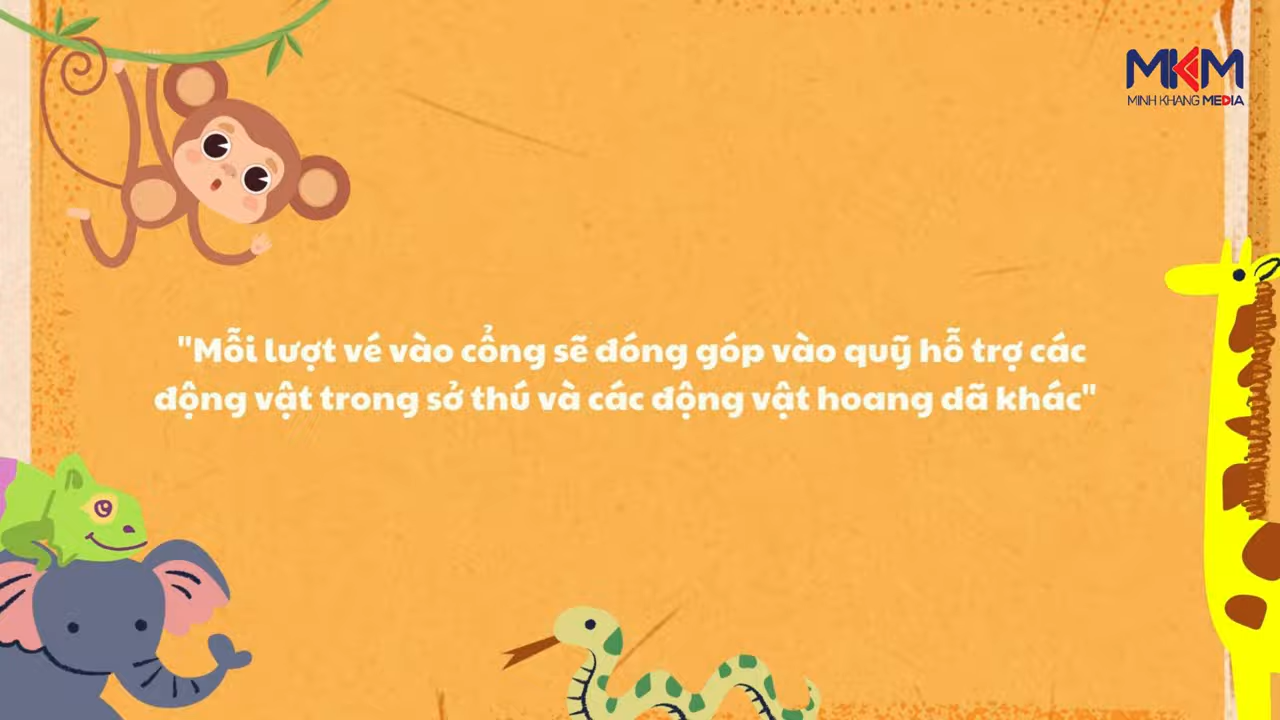 MKM
MINH KHANG MEDIA
"Mỗi lượt vé vào cổng sẽ đóng góp vào quỹ hỗ trợ các
động vật trong sở thú và các động vật hoang dã khác"